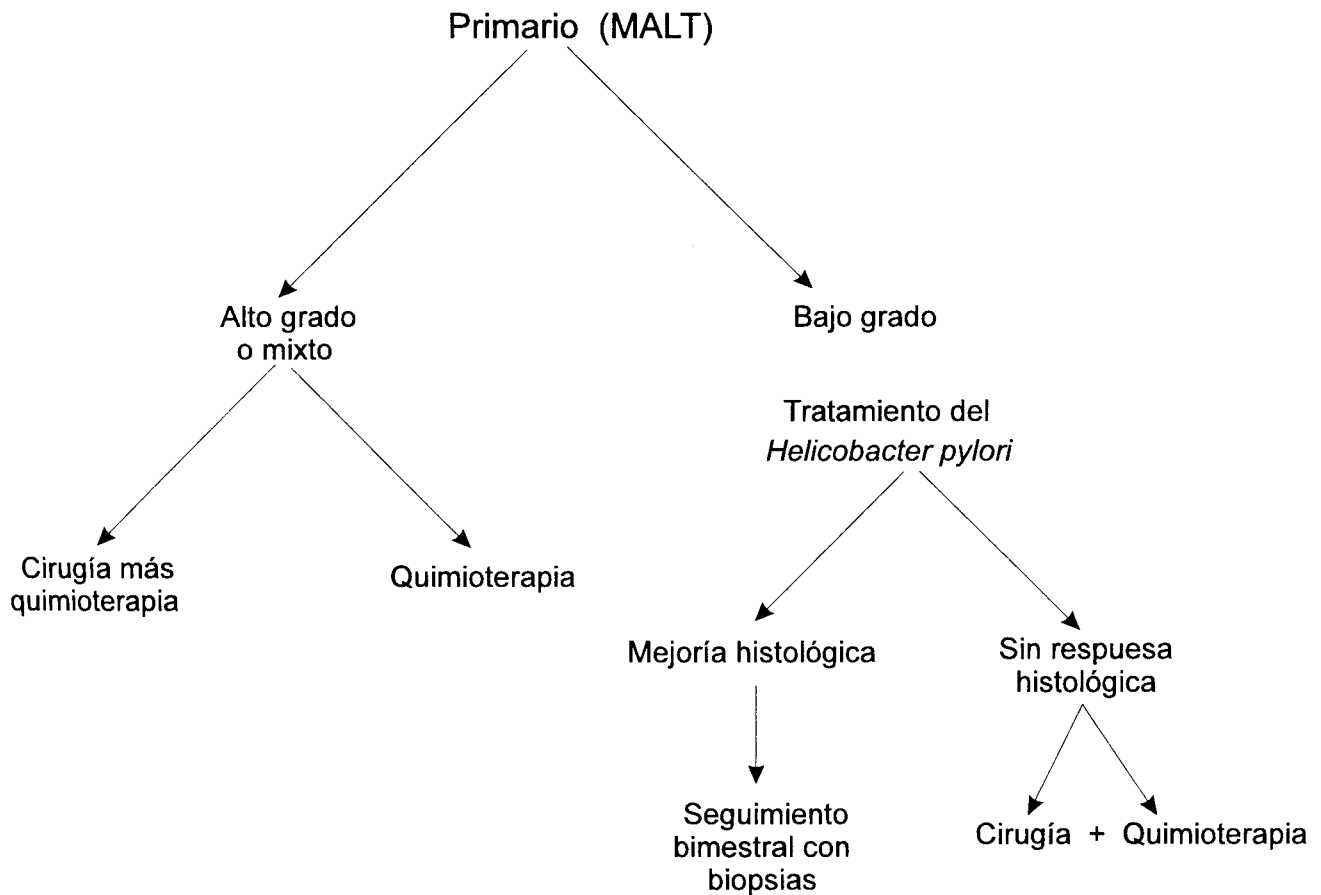 Primario (MALT)
Alto grado
o mixto
Bajo grado
Tratamiento del
Helicobacter pylori
Cirugía más
quimioterapia
Quimioterapia
Mejoría histológica
Sin respuesa
histológica
Seguimiento
bimestral con
biopsias
Cirugía + Quimioterapia